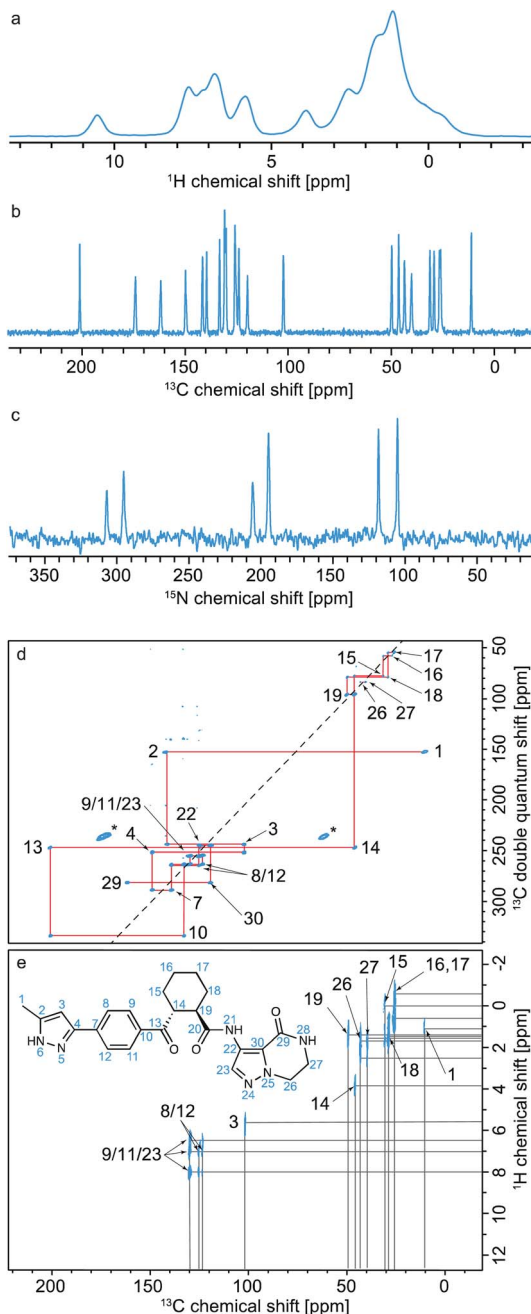 a
10 5 0
1H chemical shift [ppm]
b
200 150 100 50 0
13C chemical shift [ppm]
c
350 300 250 200 150 100 50
15N chemical shift [ppm]
d
50
100
150
200
250
300
13C double quantum shift [ppm]
17
16
15
18
19
26 27
2
1
9/11/23
22
4
3
13
*
*
14
8/12
29
7
30
10
e
-2
0
2
4
6
8
10
12
1H chemical shift [ppm]
16 17
15 18
14 19
1 2 3 4 5 6 7 8 9 10 11 12 13
20 21 22 23 24 25 26 27 28 29 30
O
O
O
HN
NH
N
N
N
N
H
27 15
26 16,17
19
18
1
14
3
8/12
9/11/23
200 150 100 50 0
13C chemical shift [ppm]